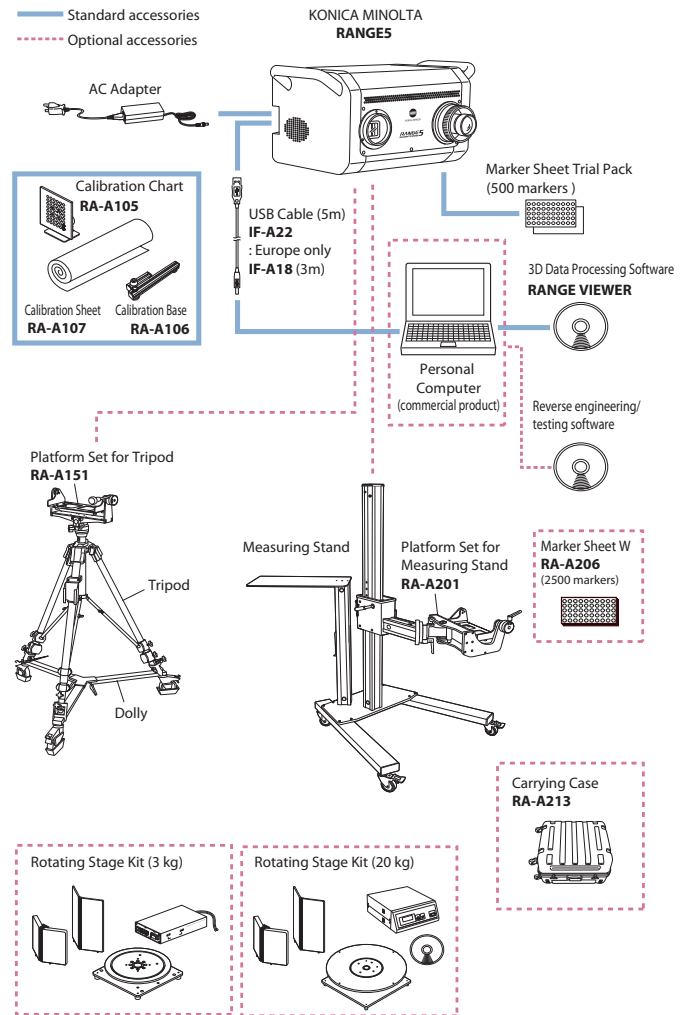 Standard accessories
Optional accessories
KONICA MINOLTA
RANGE5
AC Adapter
KONICA MINOLTA
RANGE5
Calibration Chart
RA-A105
Calibration Sheet
RA-A107
Calibration Base
RA-A106
USB Cable (5m)
IF-A22
: Europe only
IF-A18 (3m)
Marker Sheet Trial Pack
(500 markers )
3D Data Processing Software
RANGE VIEWER
Personal
Computer
(commercial product)
Reverse engineering/
testing software
Platform Set for Tripod
RA-A151
Tripod
Dolly
Measuring Stand
Platform Set for
Measuring Stand
RA-A201
Marker Sheet W
RA-A206
(2500 markers)
Carrying Case
RA-A213
Rotating Stage Kit (3 kg)
Rotating Stage Kit (20 kg)